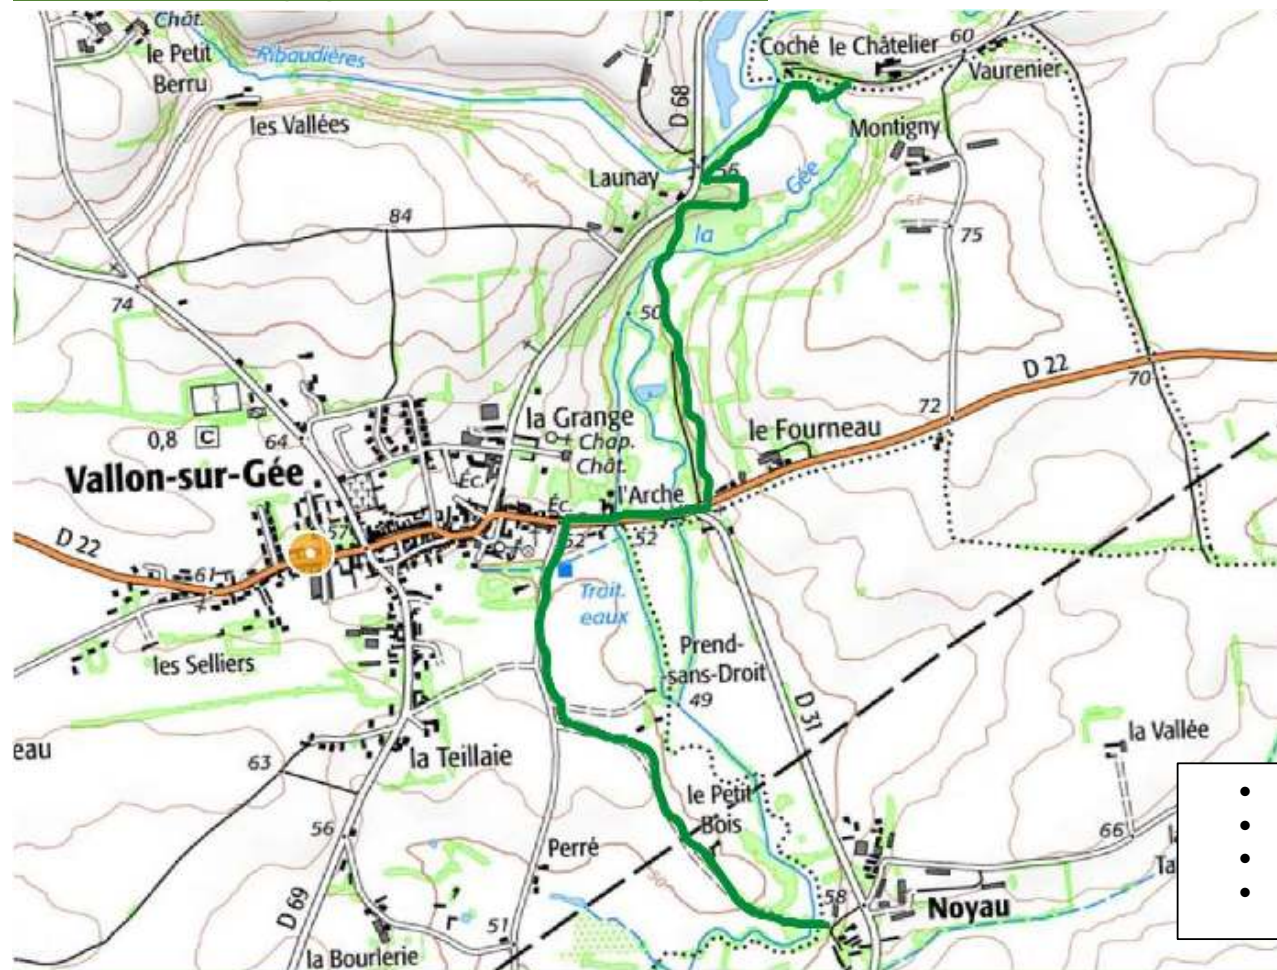 Chât.
le Petit
Berru
Ribaudières
les Vallées
D 68
Coché
le Châtelier
60
Vaurenier
Montigny
Launay
56
Gée
la
84
75
74
50
D 22
70
72
la Grange
Chap.
Chât.
le Fourneau
0,8
C
64
Vallon-sur-Gée
Éc.
Éc.
l'Arche
57
52
52
D 22
61
Trait.
eaux
les Selliers
Prend-
sans-Droit
49
D 31
eau
63
la Teillaie
la Vallée
le Petit
Bois
56
Perré
66
50
58
Noyau
D 69
51
la Bourlerie
Ta
•
•
•
•